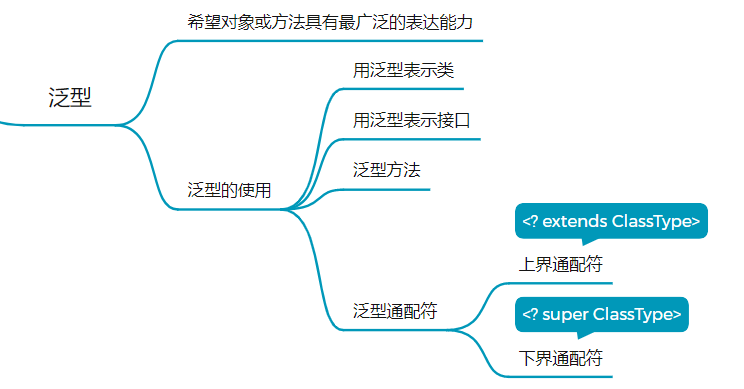 希望对象或方法具有最广泛的表达能力
泛型
用泛型表示类
用泛型表示接口
泛型方法
泛型的使用
<? extends ClassType>
上界通配符
泛型通配符
<? super ClassType>
下界通配符